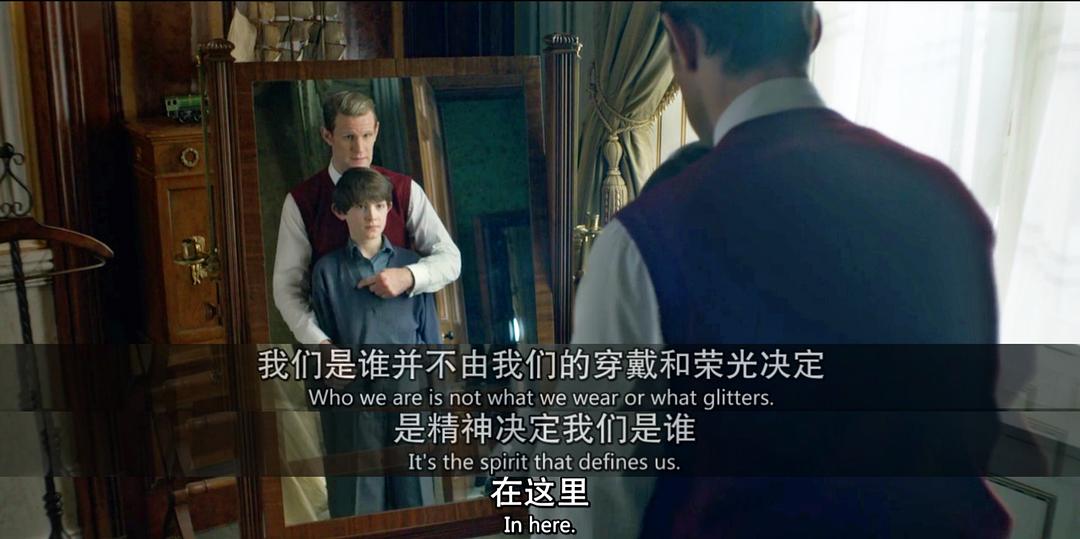 我们是谁并不由我们的穿戴和荣光决定
Who we are is not what we wear or what glitters.
是精神决定我们是谁
It's the spirit that defines us.
在这里
In here.